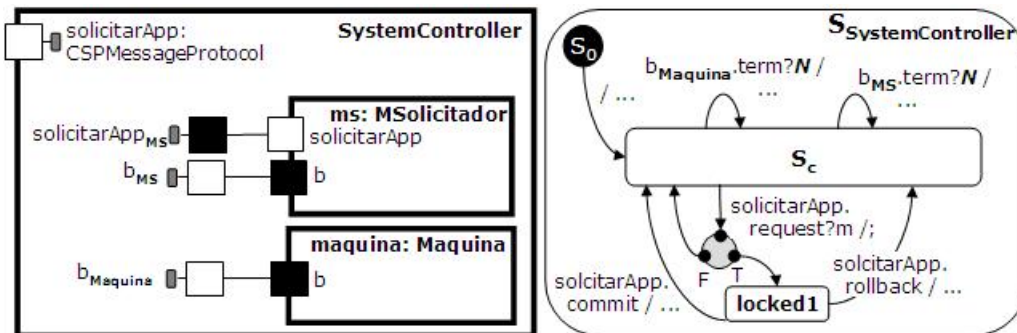 solicitarApp:
CSPMessageProtocol
SystemController
ms: MSolicitador
solicitarApp
solicitarAppMS
bMS
b
maquina: Maquina
bMaquina
b
SSystemController
S0
/ ...
bMaquina.term?N /
...
bMS.term?N /
...
Sc
solicitarApp.
request?m /;
F
T
solcitarApp.
commit / ...
locked1
solcitarApp.
rollback / ...